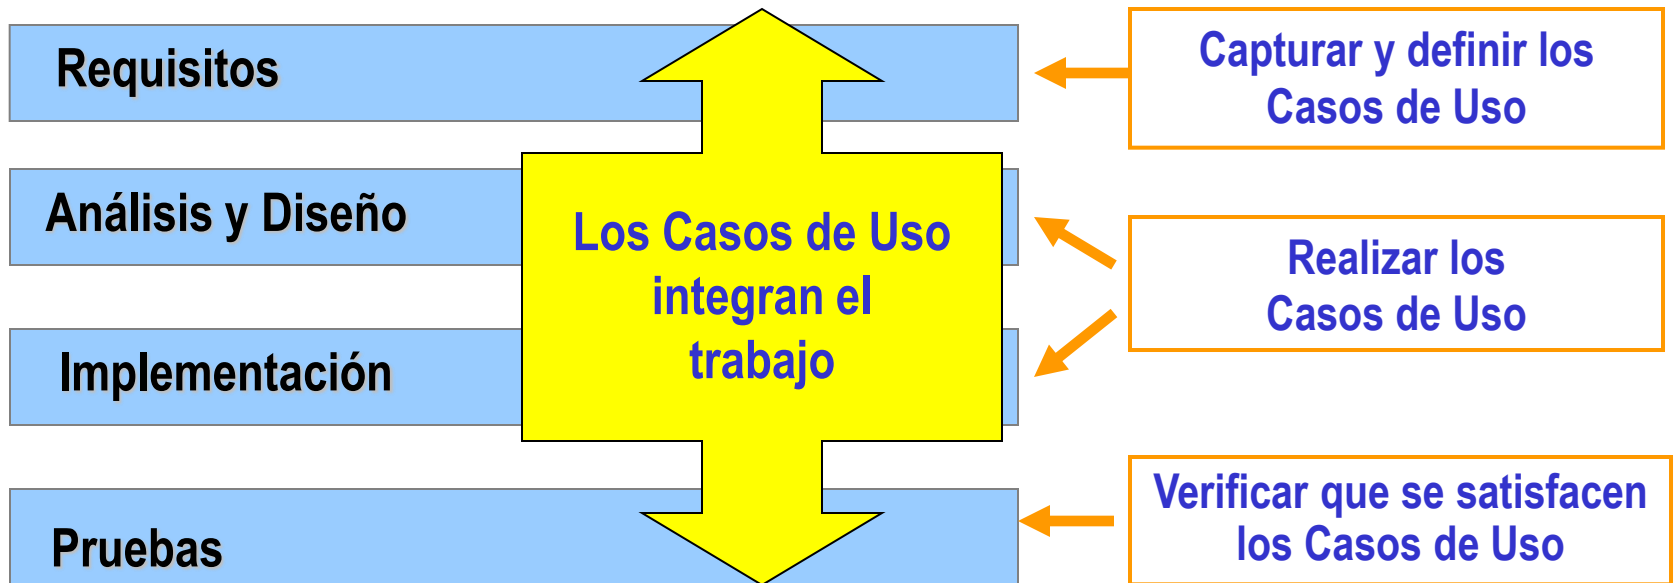 Requisitos
Capturar y definir los
Casos de Uso
Análisis y Diseño
Los Casos de Uso
integran el
trabajo
Realizar los
Casos de Uso
Implementación
Pruebas
Verificar que se satisfacen
los Casos de Uso